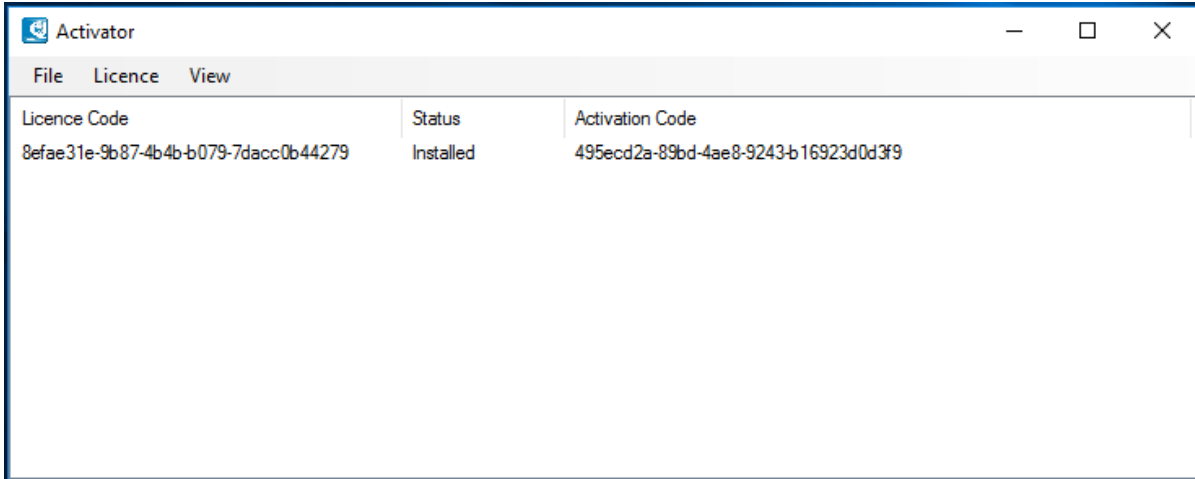 Activator
File Licence View
Licence Code Status Activation Code
8efae31e-9b87-4b4b-b079-7dacc0b44279 Installed 495ecd2a-89bd-4ae8-9243-b16923d0d3f9